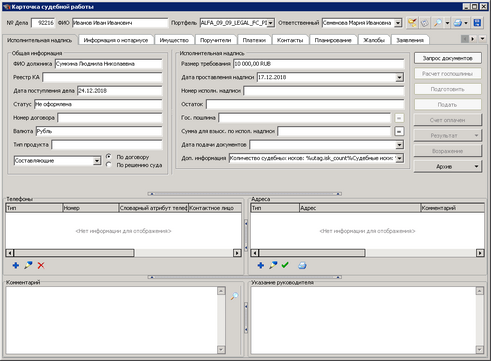 Карточка судебной работы
№ Дела 92216 ФИО Иванов Иван Иванович Портфель ALFA_09_09_LEGAL_FC_PI Ответственный Семенова Мария Ивановна
Исполнительная надпись Информация о нотариусе Имущество Поручители Платежи Контакты Планирование Жалобы Заявления
Общая информация
ФИО должника Сумкина Людмила Николаевна
Реестр КА
Дата поступления дела 24.12.2018
Статус Не оформлена
Номер договора
Валюта Рубль
Тип продукта
Составляющие По договору
По решению суда
Исполнительная надпись
Размер требования 10 000,00 RUB
Дата проставления надписи 17.12.2018
Номер исполн. надписи
Остаток
Гос. пошлина
Сумма для взыск. по испол. надписи
Дата подачи документов
Доп. информация Количество судебных исков: %utag.isk_count%Судебные иски:
Запрос документов
Расчет госпошлины
Подготовить
Подать
Счет оплачен
Результат
Возражение
Архив
Телефоны
Тип Номер Словарный атрибут телеф Контактное лицо
<Нет информации для отображения>
Адреса
Тип Адрес Комментарий
<Нет информации для отображения>
Комментарий
Указание руководителя